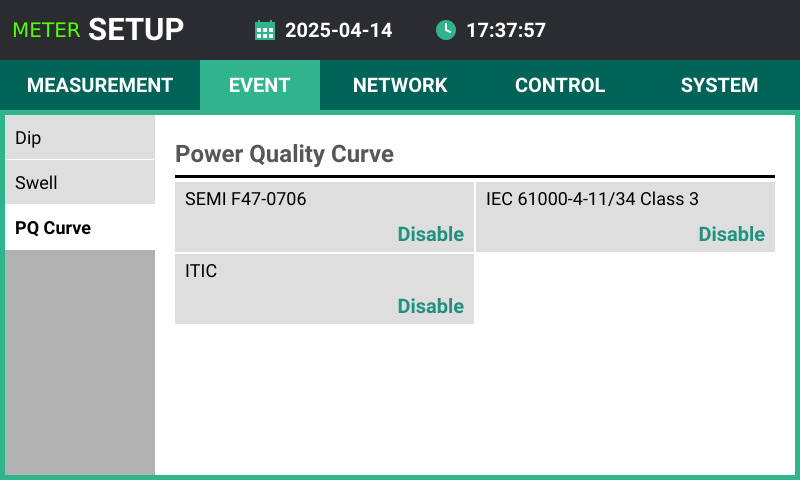 METER SETUP 2025-04-14 17:37:57
MEASUREMENT EVENT NETWORK CONTROL SYSTEM
Dip
Swell
PQ Curve
Power Quality Curve
SEMI F47-0706
Disable
IEC 61000-4-11/34 Class 3
Disable
ITIC
Disable